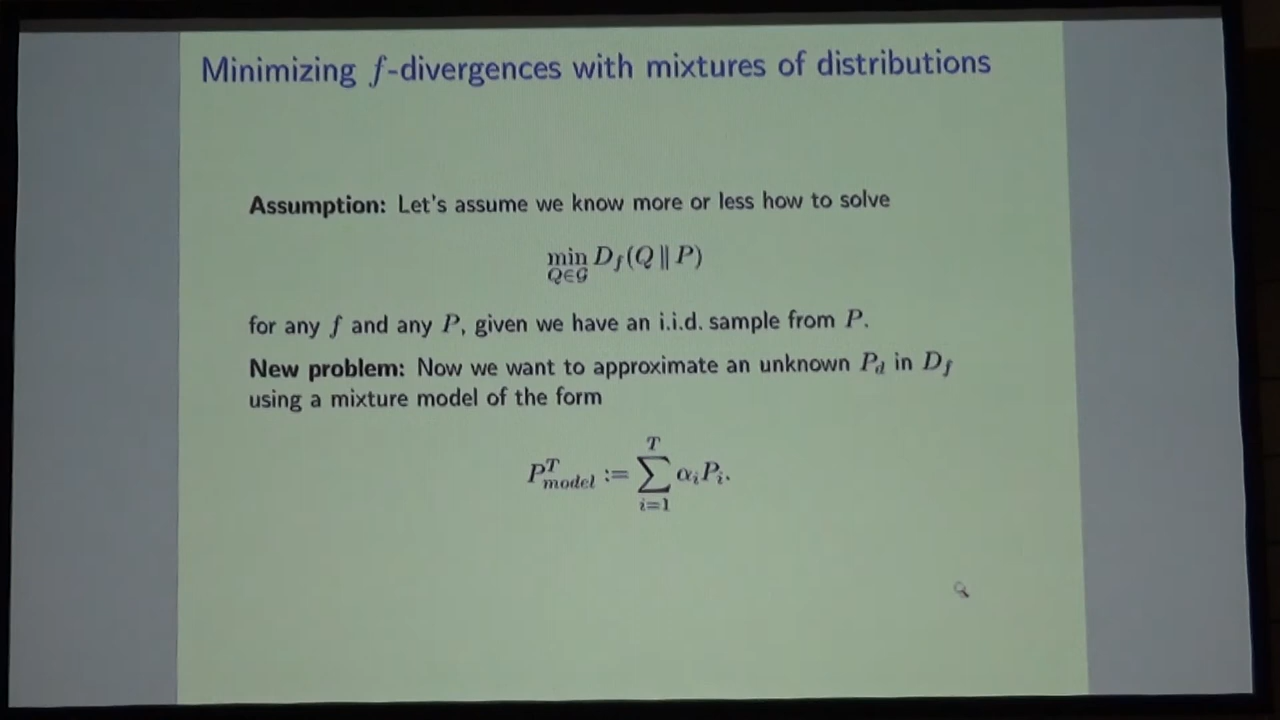 Minimizing f-divergences with mixtures of distributions
Assumption: Let's assume we know more or less how to solve
min_{Q∈𝒢} D_f(Q ∥ P)
for any f and any P, given we have an i.i.d. sample from P.
New problem: Now we want to approximate an unknown P_d in D_f
using a mixture model of the form
P^T_{model} := ∑_{i=1}^{T} α_i P_i.